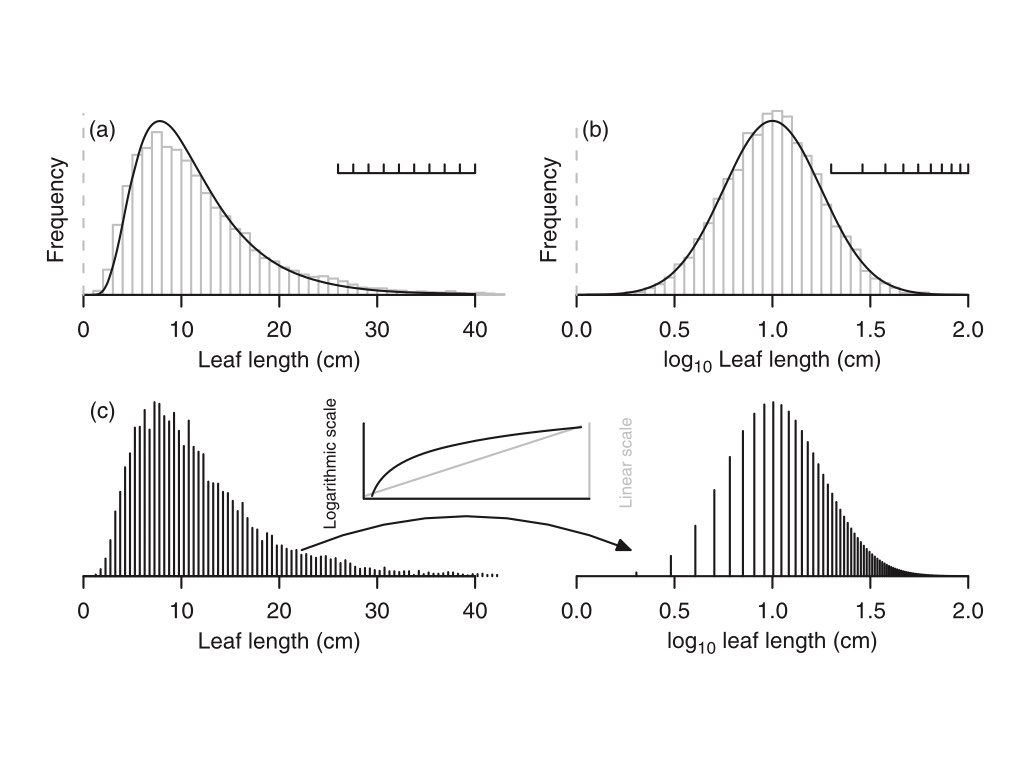 (a)
Frequency
0 10 20 30 40
Leaf length (cm)
(b)
Frequency
0.0 0.5 1.0 1.5 2.0
log10 Leaf length (cm)
(c)
Logarithmic scale
Linear scale
0 10 20 30 40
Leaf length (cm)
0.0 0.5 1.0 1.5 2.0
log10 leaf length (cm)